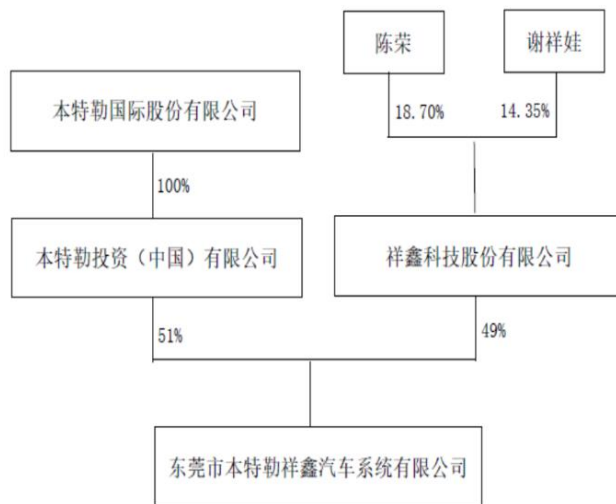 陈荣
谢祥娃
本特勒国际股份有限公司
18.70%
14.35%
100%
本特勒投资（中国）有限公司
祥鑫科技股份有限公司
51%
49%
东莞市本特勒祥鑫汽车系统有限公司